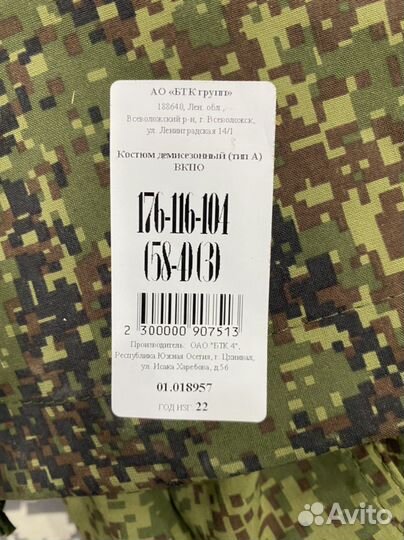 АО «БТК групп»
188640, Лен. обл.,
Всеволожский р-н, г. Всеволожск,
ул. Ленинградская 14/1
Костюм демисезонный (тип А)
ВКПО
176-116-104
(58-4)(3)
2 300000 907513
Производитель: ОАО "БТК 4",
Республика Южная Осетия, г. Цхинвал,
ул. Исака Харебова, д.56
01.018957
ГОД ИЗГ: 22
Avito